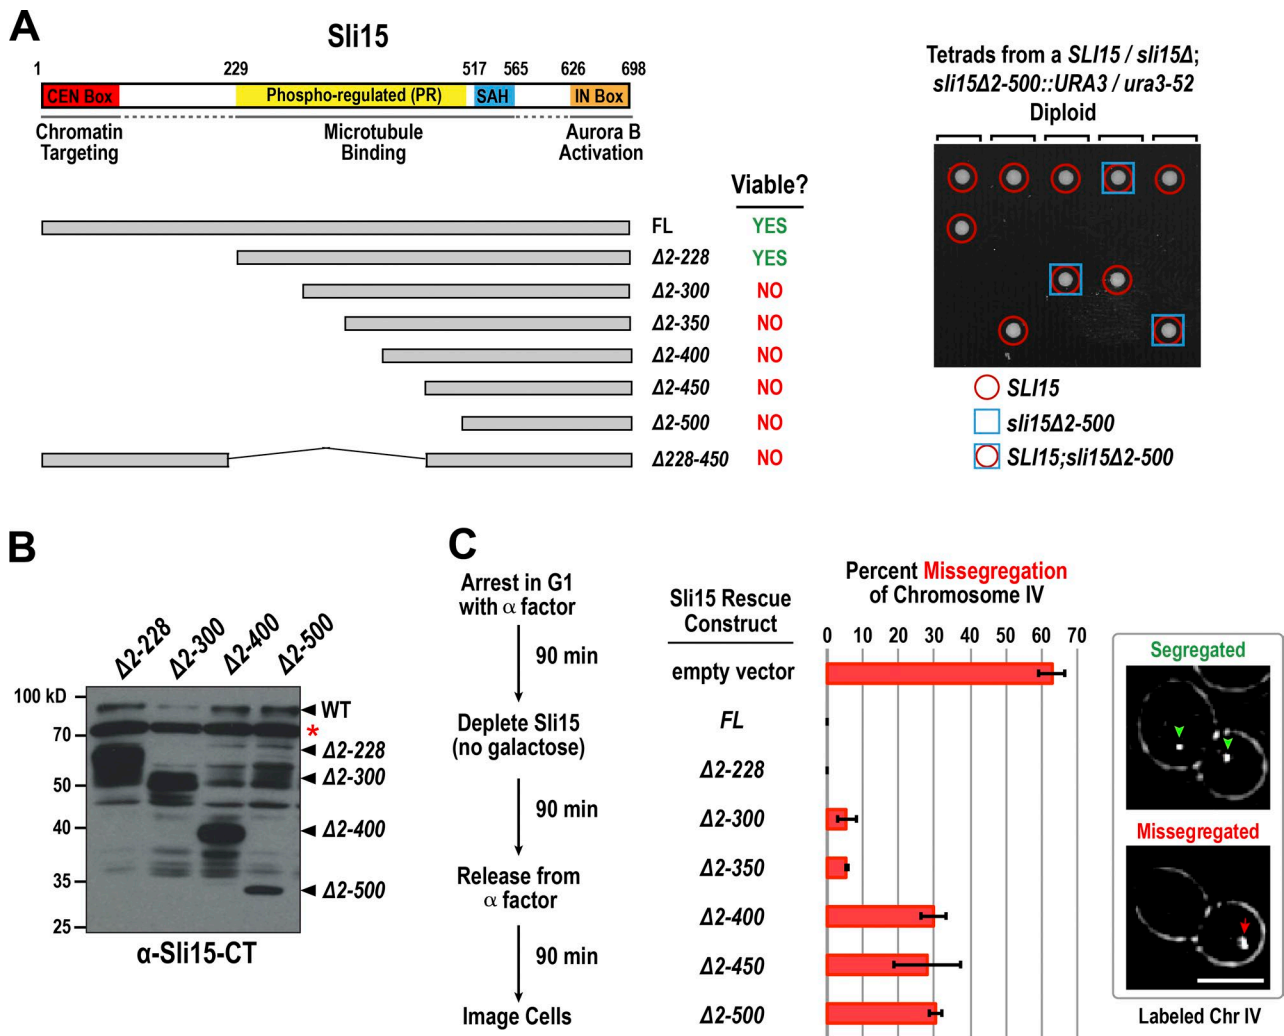 A
Sli15
1 229 517 565 626 698
CEN Box Phospho-regulated (PR) SAH IN Box
Chromatin
Targeting
Microtubule
Binding
Aurora B
Activation
Viable?
FL YES
Δ2-228 YES
Δ2-300 NO
Δ2-350 NO
Δ2-400 NO
Δ2-450 NO
Δ2-500 NO
Δ228-450 NO
Tetrads from a SLI15 / sli15Δ;
sli15Δ2-500::URA3 / ura3-52
Diploid
SLI15
sli15Δ2-500
SLI15;sli15Δ2-500
B
Δ2-228 Δ2-300 Δ2-400 Δ2-500
100 kD
70
50
40
35
25
WT
*
Δ2-228
Δ2-300
Δ2-400
Δ2-500
α-Sli15-CT
C
Arrest in G1
with α factor
90 min
Deplete Sli15
(no galactose)
90 min
Release from
α factor
90 min
Image Cells
Sli15 Rescue
Construct
Percent Missegregation
of Chromosome IV
0 10 20 30 40 50 60 70
empty vector
FL
Δ2-228
Δ2-300
Δ2-350
Δ2-400
Δ2-450
Δ2-500
Segregated
Missegregated
Labeled Chr IV